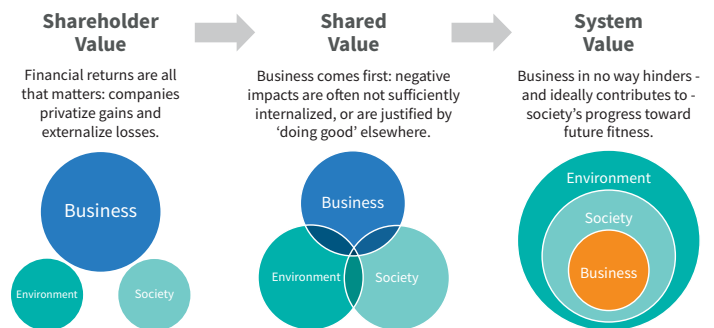 Shareholder
Value
Financial returns are all
that matters: companies
privatize gains and
externalize losses.
Business
Environment
Society
Shared
Value
Business comes first: negative
impacts are often not sufficiently
internalized, or are justified by
‘doing good’ elsewhere.
Business
Environment
Society
System
Value
Business in no way hinders -
and ideally contributes to -
society’s progress toward
future fitness.
Environment
Society
Business